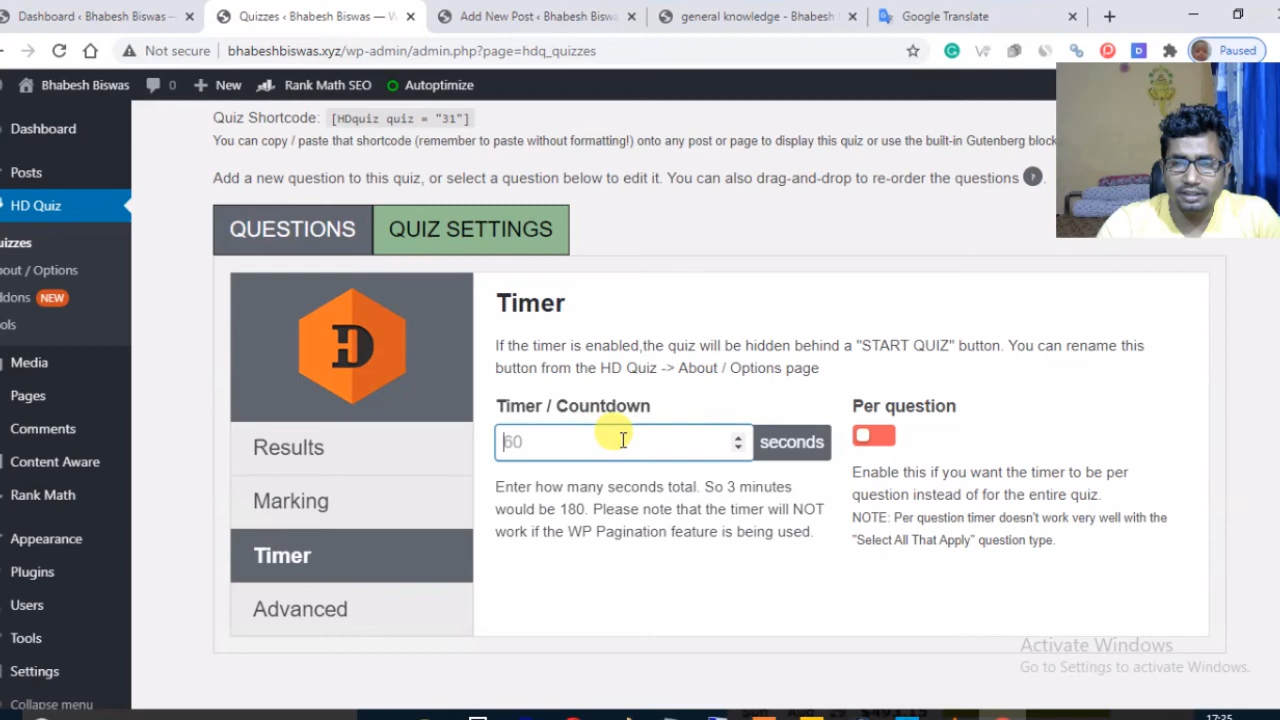 Dashboard ‹ Bhabesh Biswas —
Quizzes ‹ Bhabesh Biswas — W
Add New Post ‹ Bhabesh Biswa
general knowledge - Bhabesh
Google Translate
Not secure
bhabeshbiswas.xyz/wp-admin/admin.php?page=hdq_quizzes
Paused
Bhabesh Biswas
0
New
Rank Math SEO
Autoptimize
Dashboard
Posts
HD Quiz
uizzes
bout / Options
ddons NEW
ols
Media
Pages
Comments
Content Aware
Rank Math
Appearance
Plugins
Users
Tools
Settings
Collapse menu
Quiz Shortcode: [HDquiz quiz = "31"]
You can copy / paste that shortcode (remember to paste without formatting!) onto any post or page to display this quiz or use the built-in Gutenberg block
Add a new question to this quiz, or select a question below to edit it. You can also drag-and-drop to re-order the questions ? .
QUESTIONS
QUIZ SETTINGS
Results
Marking
Timer
Advanced
Timer
If the timer is enabled,the quiz will be hidden behind a "START QUIZ" button. You can rename this
button from the HD Quiz -> About / Options page
Timer / Countdown
60
seconds
Enter how many seconds total. So 3 minutes
would be 180. Please note that the timer will NOT
work if the WP Pagination feature is being used.
Per question
Enable this if you want the timer to be per
question instead of for the entire quiz.
NOTE: Per question timer doesn't work very well with the
"Select All That Apply" question type.
Activate Windows
Go to Settings to activate Windows.
17:25